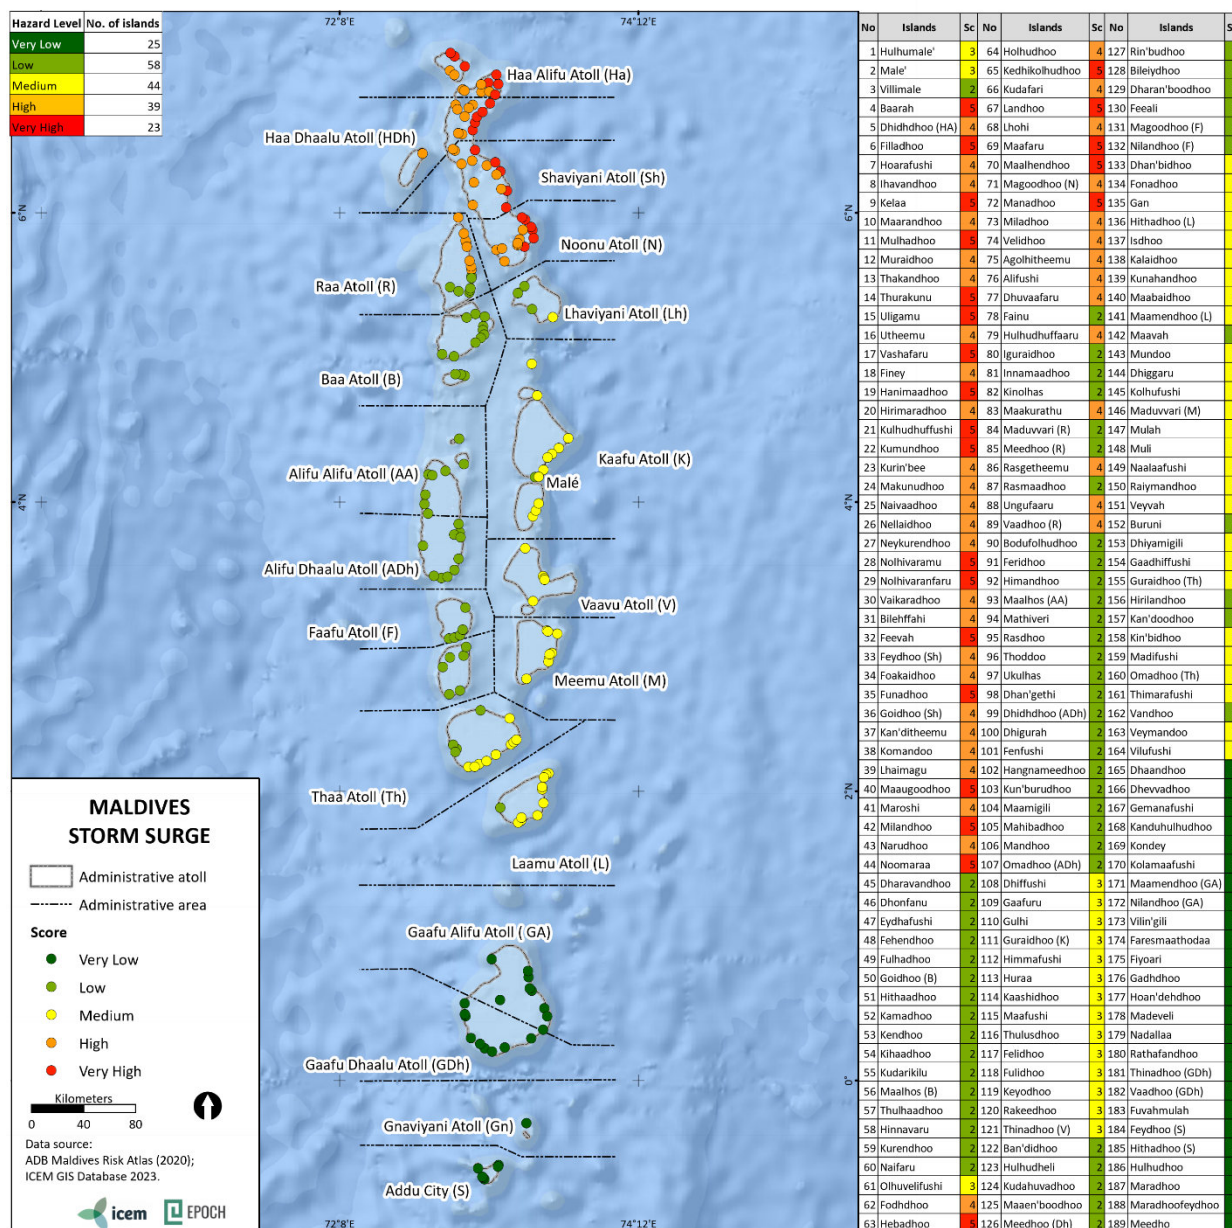 Hazard Level No. of islands
Very Low 25
Low 58
Medium 44
High 39
Very High 23
Haa Alifu Atoll (Ha)
Haa Dhaalu Atoll (HDh)
Shaviyani Atoll (Sh)
Noonu Atoll (N)
Raa Atoll (R)
Lhaviyani Atoll (Lh)
Baa Atoll (B)
Kaafu Atoll (K)
Alifu Alifu Atoll (AA)
Malé
Alifu Dhaalu Atoll (ADh)
Vaavu Atoll (V)
Faafu Atoll (F)
Meemu Atoll (M)
Thaa Atoll (Th)
Laamu Atoll (L)
Gaafu Alifu Atoll ( GA)
Gaafu Dhaalu Atoll (GDh)
Gnaviyani Atoll (Gn)
Addu City (S)
72°8'E 74°12'E
6°N
4°N
2°N
0°
72°8'E 74°12'E
MALDIVES
STORM SURGE
Administrative atoll
Administrative area
Score
Very Low
Low
Medium
High
Very High
Kilometers
0 40 80
Data source:
ADB Maldives Risk Atlas (2020);
ICEM GIS Database 2023.
icem EPOCH
No Islands Sc No Islands Sc No Islands S
1 Hulhumale' 3 64 Holhudhoo 4 127 Rin'budhoo
2 Male' 3 65 Kedhikolhudhoo 5 128 Bileiydhoo
3 Villimale 2 66 Kudafari 4 129 Dharan'boodhoo
4 Baarah 5 67 Landhoo 5 130 Feeali
5 Dhidhdhoo (HA) 4 68 Lhohi 4 131 Magoodhoo (F)
6 Filladhoo 5 69 Maafaru 5 132 Nilandhoo (F)
7 Hoarafushi 4 70 Maalhendhoo 5 133 Dhan'bidhoo
8 Ihavandhoo 4 71 Magoodhoo (N) 4 134 Fonadhoo
9 Kelaa 5 72 Manadhoo 5 135 Gan
10 Maarandhoo 4 73 Miladhoo 4 136 Hithadhoo (L)
11 Mulhadhoo 5 74 Velidhoo 4 137 Isdhoo
12 Muraidhoo 4 75 Agolhitheemu 4 138 Kalaidhoo
13 Thakandhoo 4 76 Alifushi 4 139 Kunahandhoo
14 Thurakunu 5 77 Dhuvaafaru 4 140 Maabaidhoo
15 Uligamu 5 78 Fainu 2 141 Maamendhoo (L)
16 Utheemu 4 79 Hulhudhuffaaru 4 142 Maavah
17 Vashafaru 5 80 Iguraidhoo 2 143 Mundoo
18 Finey 4 81 Innamaadhoo 2 144 Dhiggaru
19 Hanimaadhoo 5 82 Kinolhas 2 145 Kolhufushi
20 Hirimaradhoo 4 83 Maakurathu 4 146 Maduvvari (M)
21 Kulhudhuffushi 5 84 Maduvvari (R) 2 147 Mulah
22 Kumundhoo 5 85 Meedhoo (R) 2 148 Muli
23 Kurin'bee 4 86 Rasgetheemu 4 149 Naalaafushi
24 Makunudhoo 4 87 Rasmaadhoo 2 150 Raiymandhoo
25 Naivaadhoo 4 88 Ungufaaru 4 151 Veyvah
26 Nellaidhoo 4 89 Vaadhoo (R) 4 152 Buruni
27 Neykurendhoo 4 90 Bodufolhudhoo 2 153 Dhiyamigili
28 Nolhivaramu 5 91 Feridhoo 2 154 Gaadhiffushi
29 Nolhivaranfaru 5 92 Himandhoo 2 155 Guraidhoo (Th)
30 Vaikaradhoo 4 93 Maalhos (AA) 2 156 Hirilandhoo
31 Bilehffahi 4 94 Mathiveri 2 157 Kan'doodhoo
32 Feevah 5 95 Rasdhoo 2 158 Kin'bidhoo
33 Feydhoo (Sh) 4 96 Thoddoo 2 159 Madifushi
34 Foakaidhoo 4 97 Ukulhas 2 160 Omadhoo (Th)
35 Funadhoo 5 98 Dhan'gethi 2 161 Thimarafushi
36 Goidhoo (Sh) 4 99 Dhidhdhoo (ADh) 2 162 Vandhoo
37 Kan'ditheemu 4 100 Dhigurah 2 163 Veymandoo
38 Komandoo 4 101 Fenfushi 2 164 Vilufushi
39 Lhaimagu 4 102 Hangnameedhoo 2 165 Dhaandhoo
40 Maaugoodhoo 5 103 Kun'burudhoo 2 166 Dhevvadhoo
41 Maroshi 4 104 Maamigili 2 167 Gemanafushi
42 Milandhoo 5 105 Mahibadhoo 2 168 Kanduhulhudhoo
43 Narudhoo 4 106 Mandhoo 2 169 Kondey
44 Noomaraa 5 107 Omadhoo (ADh) 2 170 Kolamaafushi
45 Dharavandhoo 2 108 Dhiffushi 3 171 Maamendhoo (GA)
46 Dhonfanu 2 109 Gaafuru 3 172 Nilandhoo (GA)
47 Eydhafushi 2 110 Gulhi 3 173 Vilin'gili
48 Fehendhoo 2 111 Guraidhoo (K) 3 174 Faresmaathodaa
49 Fulhadhoo 2 112 Himmafushi 3 175 Fiyoari
50 Goidhoo (B) 2 113 Huraa 3 176 Gadhdhoo
51 Hithaadhoo 2 114 Kaashidhoo 3 177 Hoan'dehdhoo
52 Kamadhoo 2 115 Maafushi 3 178 Madeveli
53 Kendhoo 2 116 Thulusdhoo 3 179 Nadallaa
54 Kihaadhoo 2 117 Felidhoo 3 180 Rathafandhoo
55 Kudarikilu 2 118 Fulidhoo 3 181 Thinadhoo (GDh)
56 Maalhos (B) 2 119 Keyodhoo 3 182 Vaadhoo (GDh)
57 Thulhaadhoo 2 120 Rakeedhoo 3 183 Fuvahmulah
58 Hinnavaru 2 121 Thinadhoo (V) 3 184 Feydhoo (S)
59 Kurendhoo 2 122 Ban'didhoo 2 185 Hithadhoo (S)
60 Naifaru 2 123 Hulhudheli 2 186 Hulhudhoo
61 Olhuvelifushi 3 124 Kudahuvadhoo 2 187 Maradhoo
62 Fodhdhoo 4 125 Maaen'boodhoo 2 188 Maradhoofeydhoo
63 Hebadhoo 5 126 Meedhoo (Dh) 2 189 Meedho